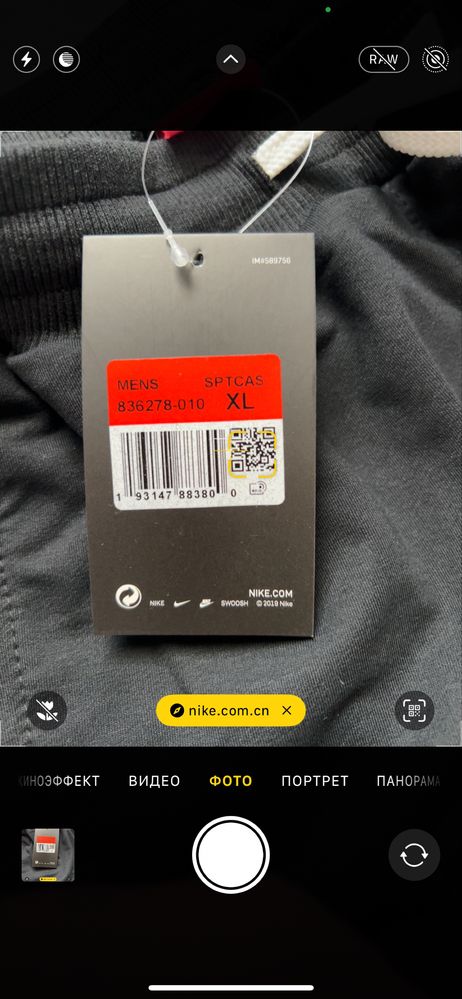 RAW
IM#589756
MENS SPTCAS
836278-010 XL
1 93147 88380 0
NIKE.COM
NIKE SWOOSH © 2019 Nike
nike.com.cn
КИНОЭФФЕКТ ВИДЕО ФОТО ПОРТРЕТ ПАНОРАМА